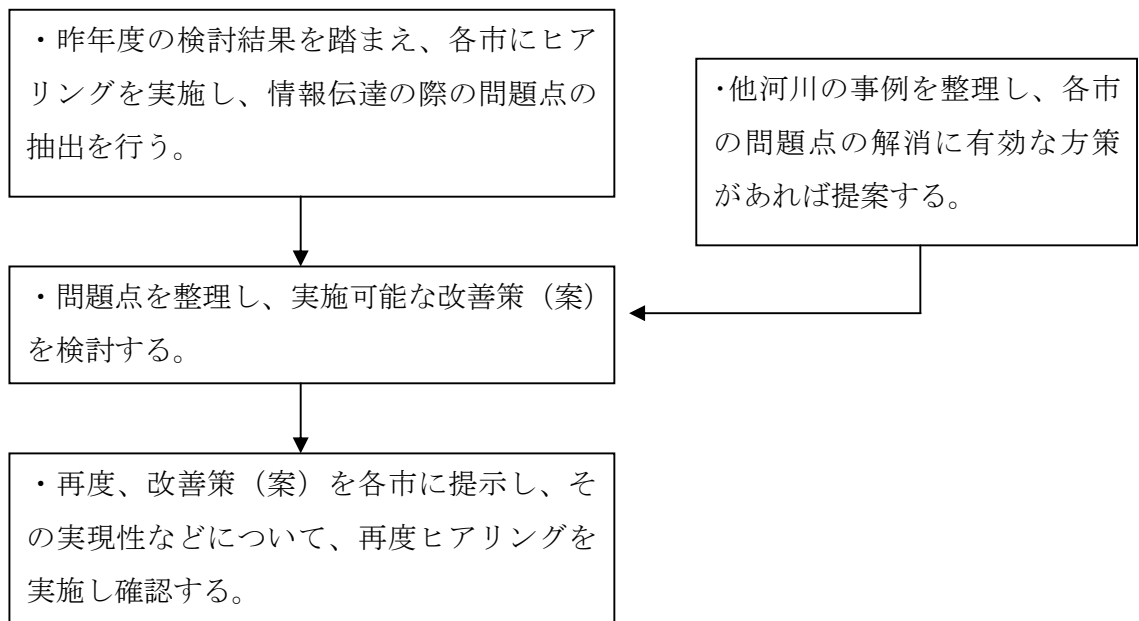 ・昨年度の検討結果を踏まえ、各市にヒア
リングを実施し、情報伝達の際の問題点の
抽出を行う。
・他河川の事例を整理し、各市
の問題点の解消に有効な方策
があれば提案する。
・問題点を整理し、実施可能な改善策（案）
を検討する。
・再度、改善策（案）を各市に提示し、そ
の実現性などについて、再度ヒアリングを
実施し確認する。